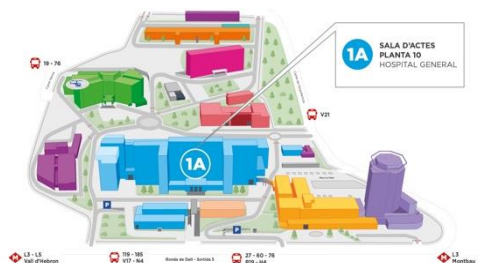 1A
SALA D'ACTES
PLANTA 10
HOSPITAL GENERAL
19 - 76
V21
1A
P
P
L3 - L5
Vall d'Hebron
119 - 185
V17 - N4
Ronda de Dalt - Sortida 5
27 - 60 - 76
L3
Montbau